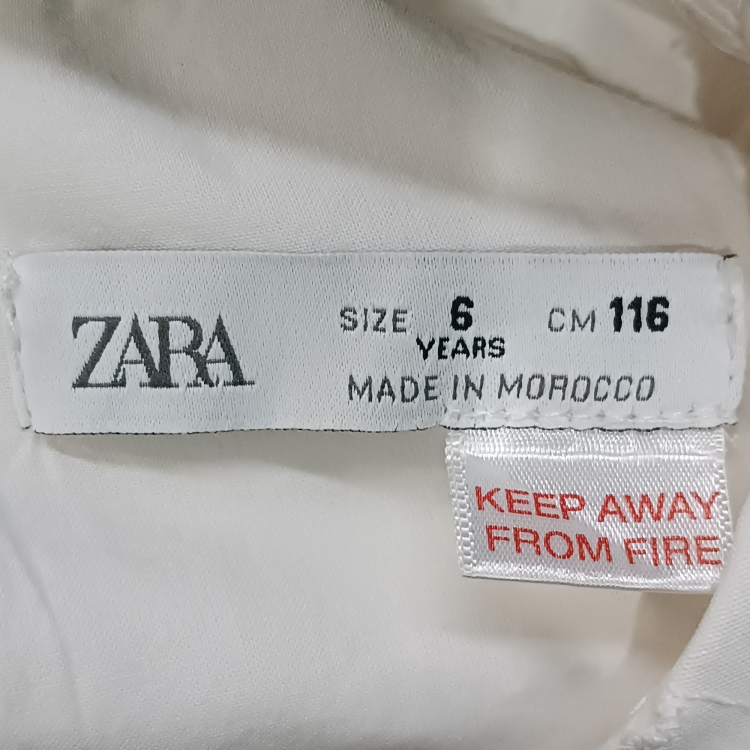 ZARA
SIZE 6 CM 116
YEARS
MADE IN MOROCCO
KEEP AWAY
FROM FIRE